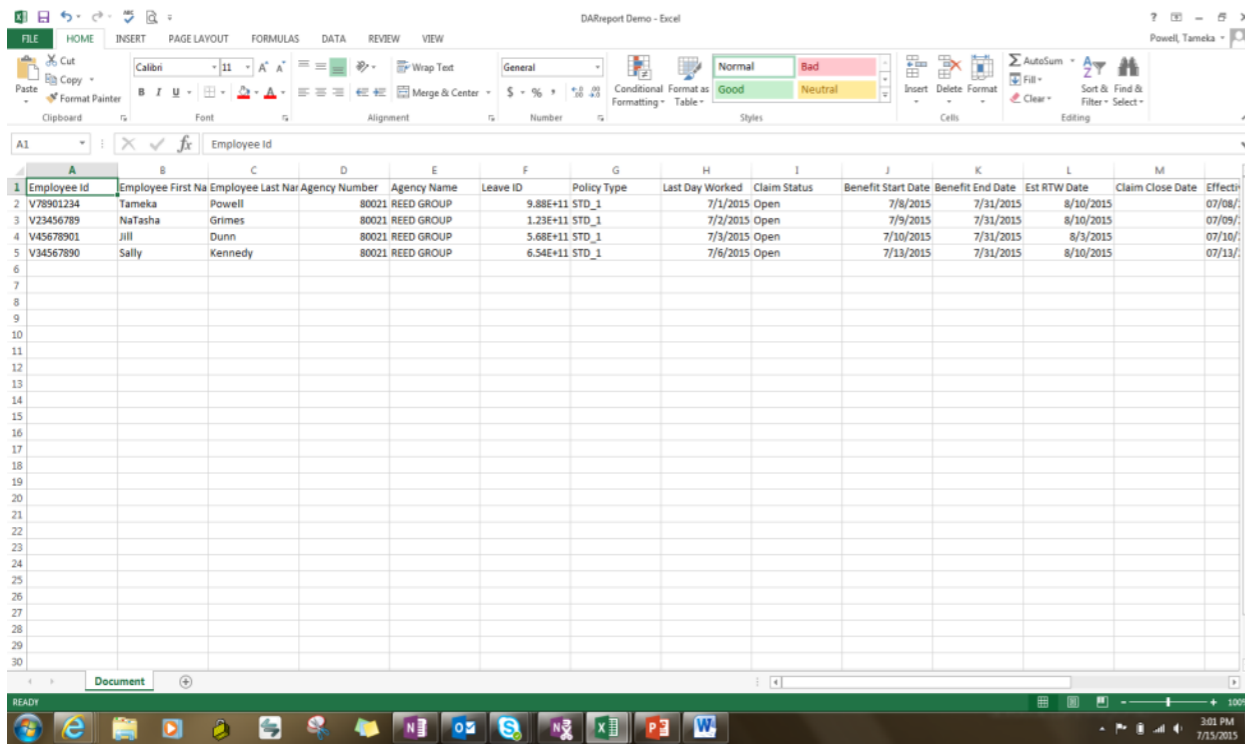 DARreport Demo - Excel
FILE HOME INSERT PAGE LAYOUT FORMULAS DATA REVIEW VIEW Powell, Tameka
Cut
Copy
Format Painter
Paste
Clipboard
Calibri 11
B I U
Font
Wrap Text
Merge & Center
Alignment
General
$ % ,
Number
Conditional Formatting
Format as Table
Normal Bad
Good Neutral
Styles
Insert Delete Format
Cells
AutoSum
Fill
Clear
Sort & Filter
Find & Select
Editing
A1 fx Employee Id
A B C D E F G H I J K L M
1 Employee Id Employee First Na Employee Last Nar Agency Number Agency Name Leave ID Policy Type Last Day Worked Claim Status Benefit Start Date Benefit End Date Est RTW Date Claim Close Date Effectiv
2 V78901234 Tameka Powell 80021 REED GROUP 9.88E+11 STD_1 7/1/2015 Open 7/8/2015 7/31/2015 8/10/2015 07/08/
3 V23456789 NaTasha Grimes 80021 REED GROUP 1.23E+11 STD_1 7/2/2015 Open 7/9/2015 7/31/2015 8/10/2015 07/09/
4 V45678901 Jill Dunn 80021 REED GROUP 5.68E+11 STD_1 7/3/2015 Open 7/10/2015 7/31/2015 8/3/2015 07/10/
5 V34567890 Sally Kennedy 80021 REED GROUP 6.54E+11 STD_1 7/6/2015 Open 7/13/2015 7/31/2015 8/10/2015 07/13/
6
7
8
9
10
11
12
13
14
15
16
17
18
19
20
21
22
23
24
25
26
27
28
29
30
Document
READY 100%
3:01 PM
7/15/2015